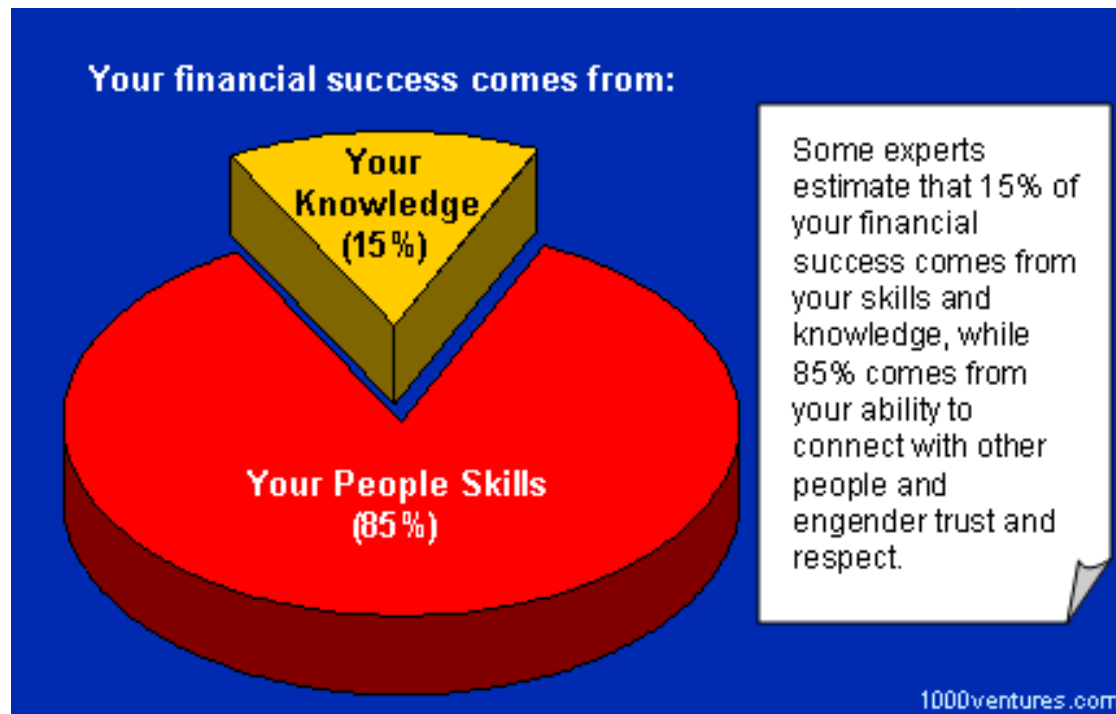 Your financial success comes from:
Your
Knowledge
(15%)
Your People Skills
(85%)
Some experts
estimate that 15% of
your financial
success comes from
your skills and
knowledge, while
85% comes from
your ability to
connect with other
people and
engender trust and
respect.
1000ventures.com